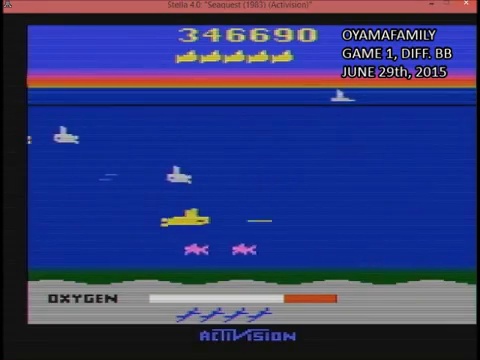 Stella 4.0: "Seaquest (1983) (Activision)"
346690
OYAMAFAMILY
GAME 1, DIFF. BB
JUNE 29th, 2015
OXYGEN
ACTIVISION